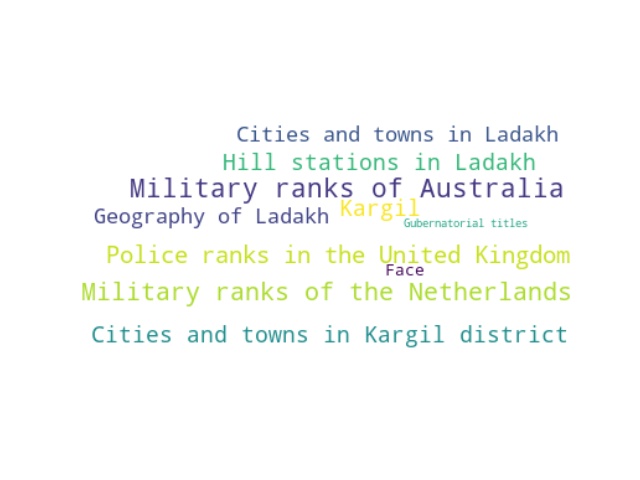 Cities and towns in Ladakh
Hill stations in Ladakh
Military ranks of Australia
Kargil
Geography of Ladakh
Gubernatorial titles
Police ranks in the United Kingdom
Face
Military ranks of the Netherlands
Cities and towns in Kargil district